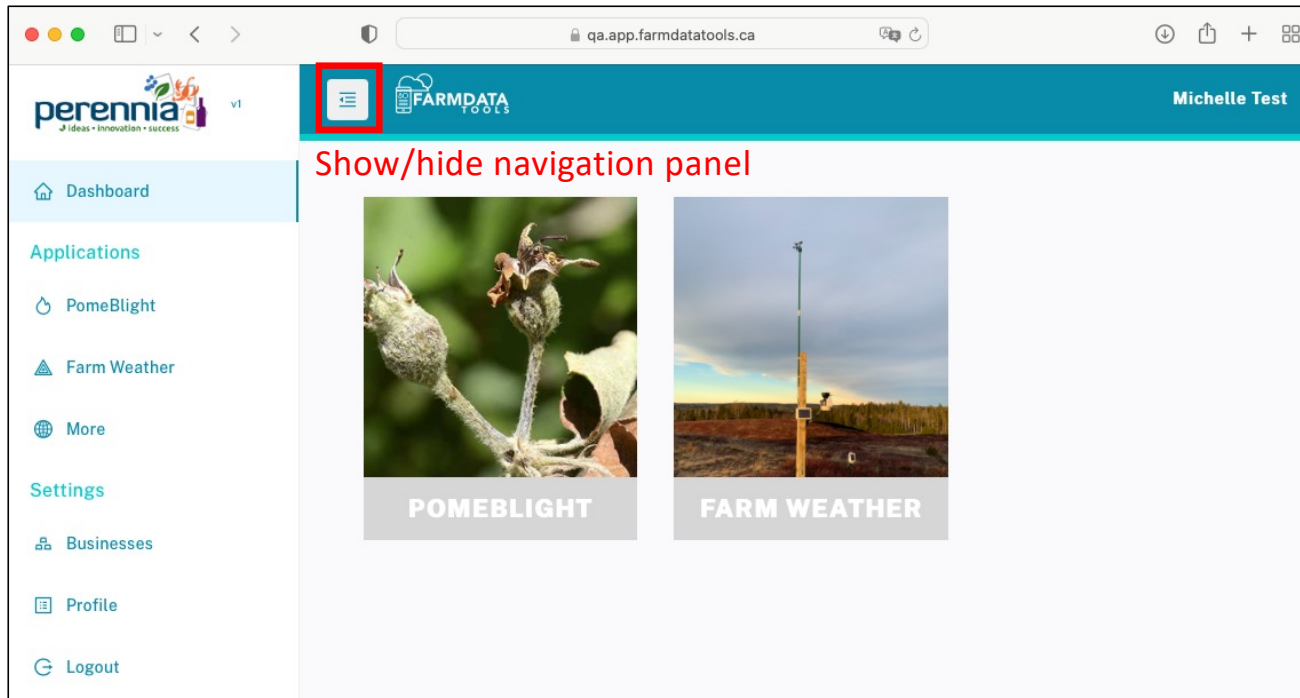 qa.app.farmdatatools.ca
perennia
ideas • innovation • success
v1
FARMDATA
TOOLS
Michelle Test
Show/hide navigation panel
Dashboard
Applications
PomeBlight
Farm Weather
More
Settings
Businesses
Profile
Logout
POMEBLIGHT
FARM WEATHER